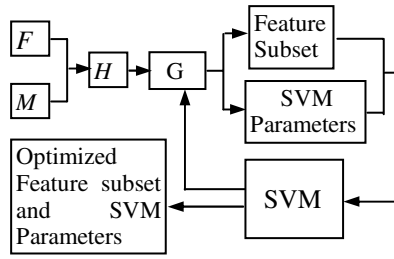 F
M
H
G
Feature
Subset
SVM
Parameters
Optimized
Feature subset
and SVM
Parameters
SVM